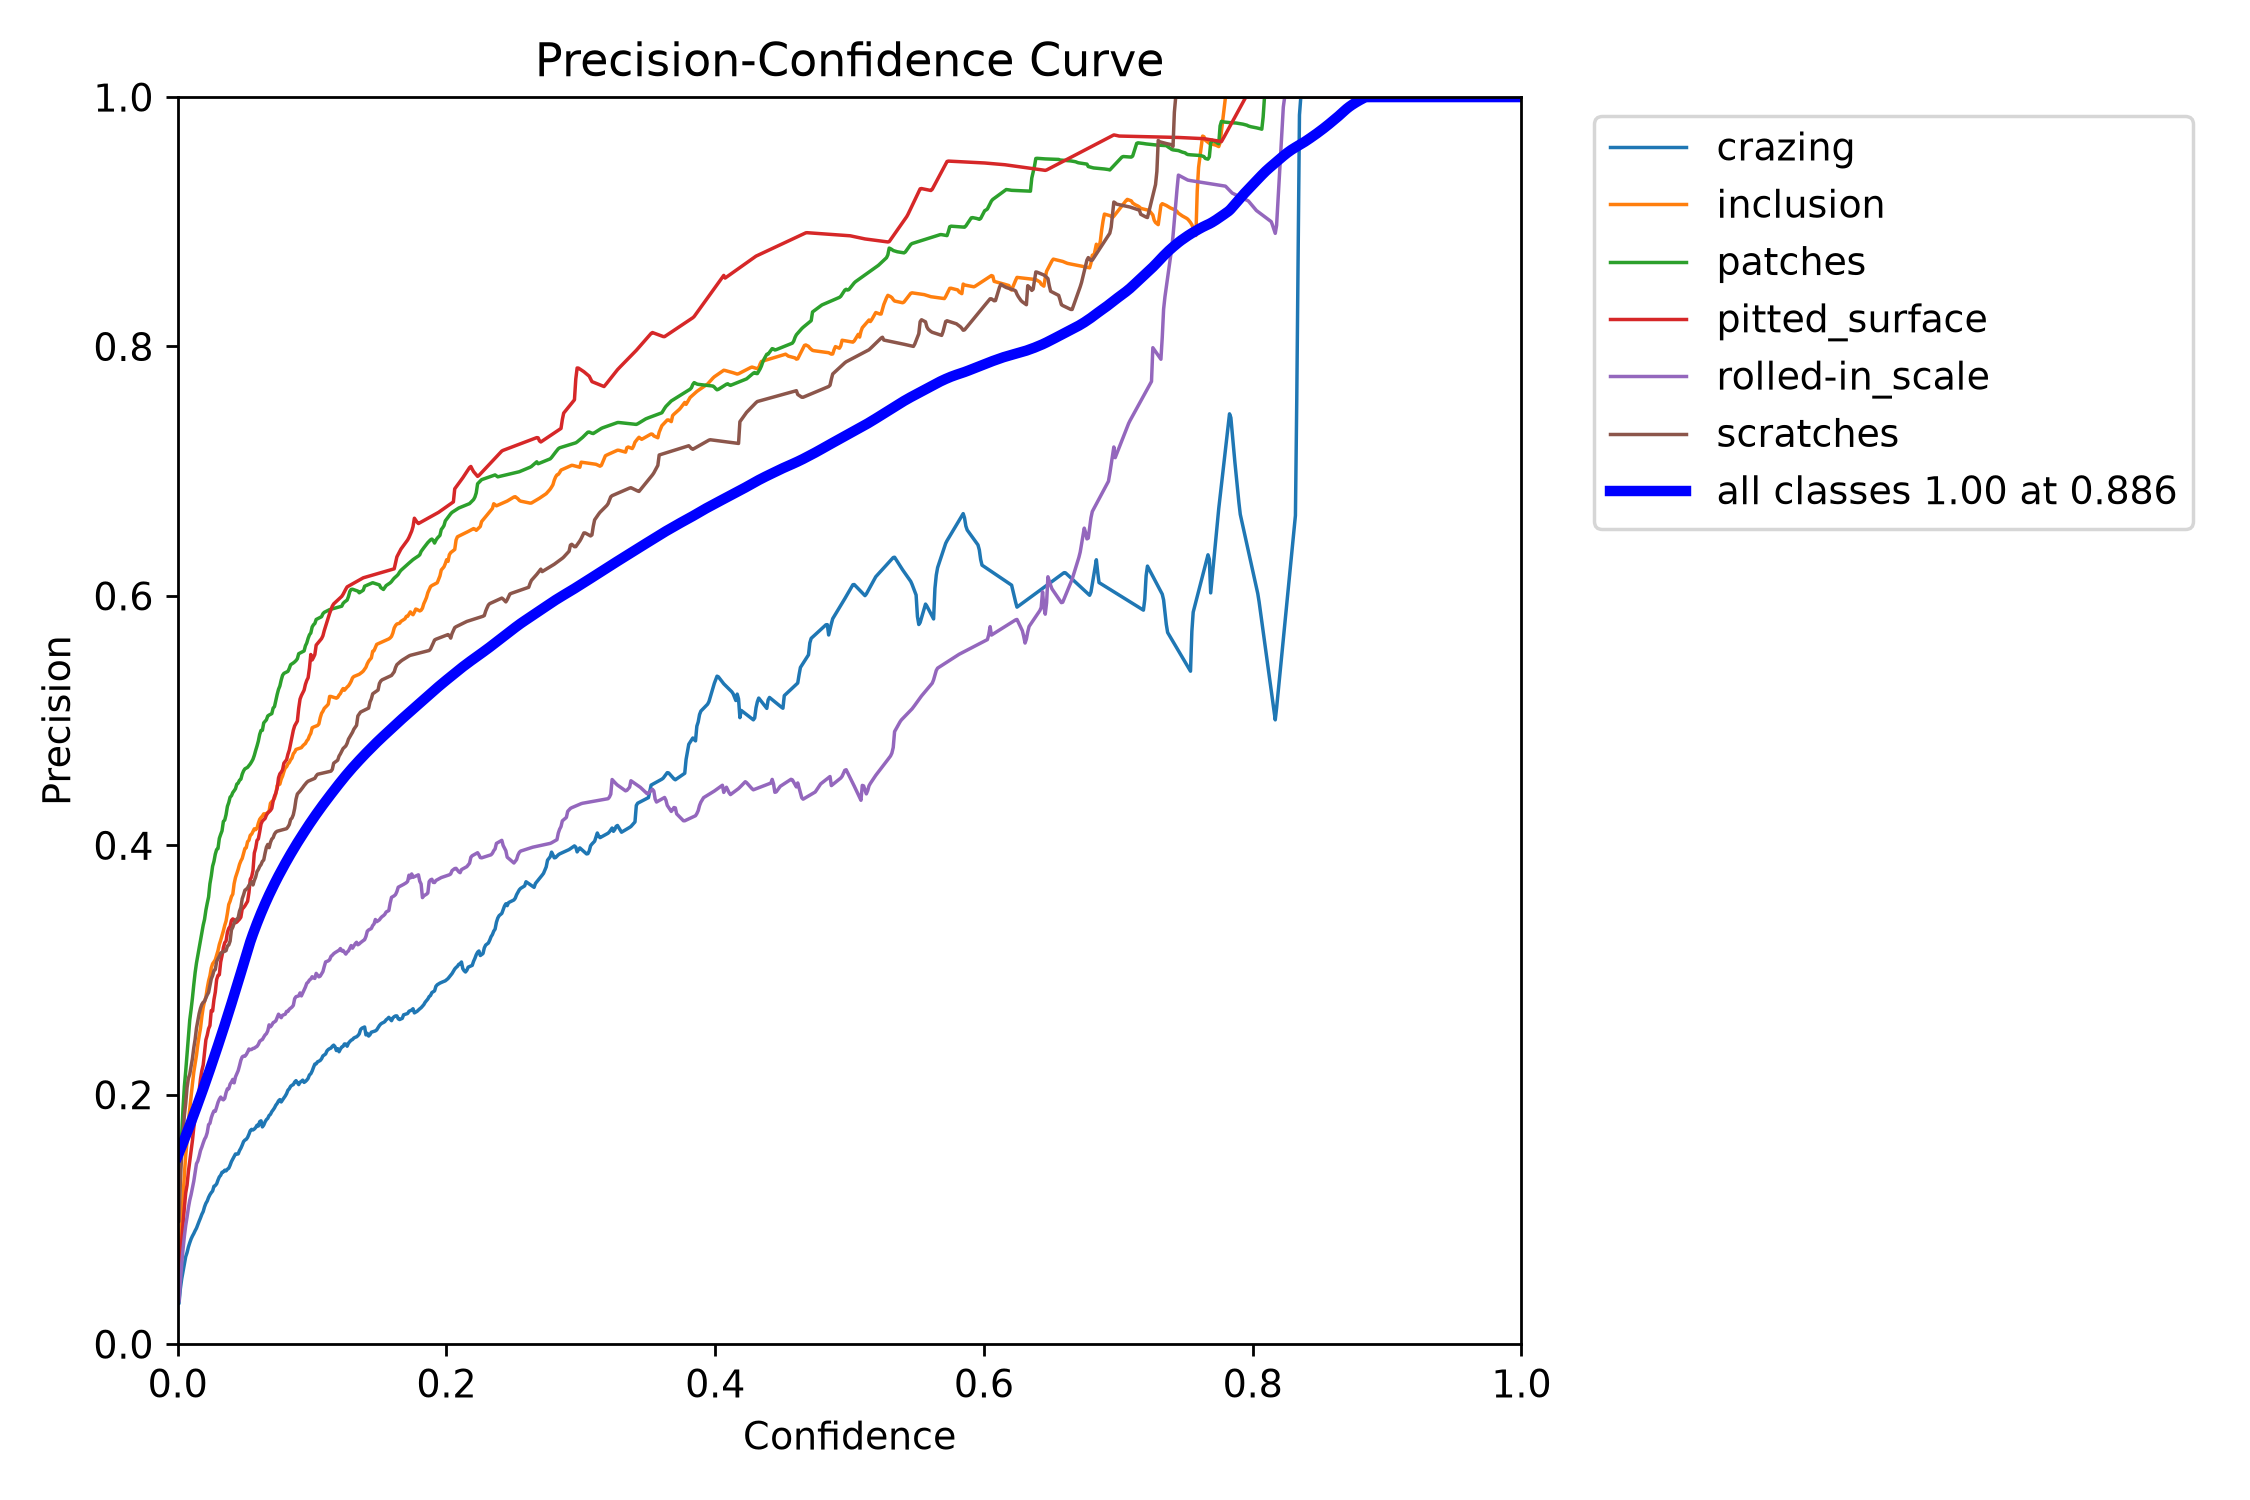 Precision-Confidence Curve
1.0
0.8
0.6
0.4
0.2
0.0
Precision
0.0 0.2 0.4 0.6 0.8 1.0
Confidence
crazing
inclusion
patches
pitted_surface
rolled-in_scale
scratches
all classes 1.00 at 0.886